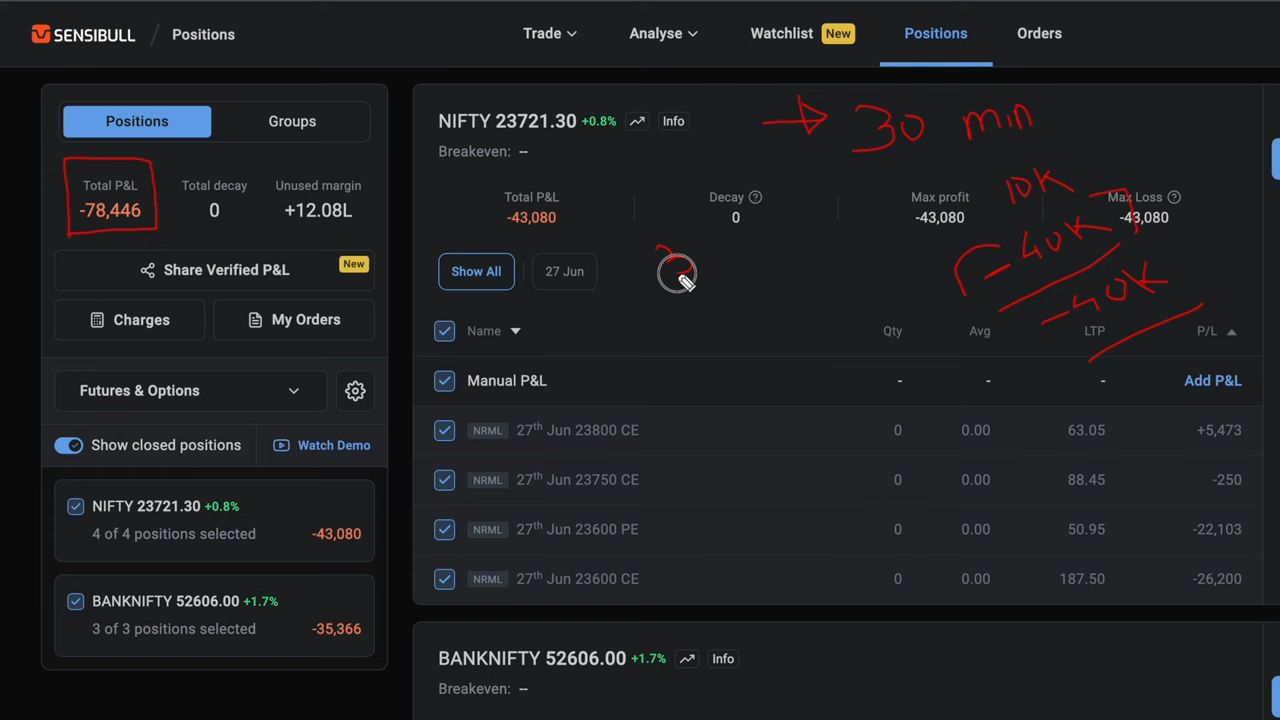 SENSIBULL / Positions
Trade
Analyse
Watchlist New
Positions
Orders
Positions
Groups
Total P&L
-78,446
Total decay
0
Unused margin
+12.08L
Share Verified P&L New
Charges
My Orders
Futures & Options
Show closed positions
Watch Demo
NIFTY 23721.30 +0.8%
4 of 4 positions selected -43,080
BANKNIFTY 52606.00 +1.7%
3 of 3 positions selected -35,366
NIFTY 23721.30 +0.8% Info
→ 30 min
Breakeven: --
Total P&L
-43,080
Decay ?
0
Max profit
-43,080
Max Loss ?
-43,080
10K
-40K
-40K
Show All
27 Jun
Name Qty Avg LTP P/L
Manual P&L - - - Add P&L
NRML 27th Jun 23800 CE 0 0.00 63.05 +5,473
NRML 27th Jun 23750 CE 0 0.00 88.45 -250
NRML 27th Jun 23600 PE 0 0.00 50.95 -22,103
NRML 27th Jun 23600 CE 0 0.00 187.50 -26,200
BANKNIFTY 52606.00 +1.7% Info
Breakeven: --